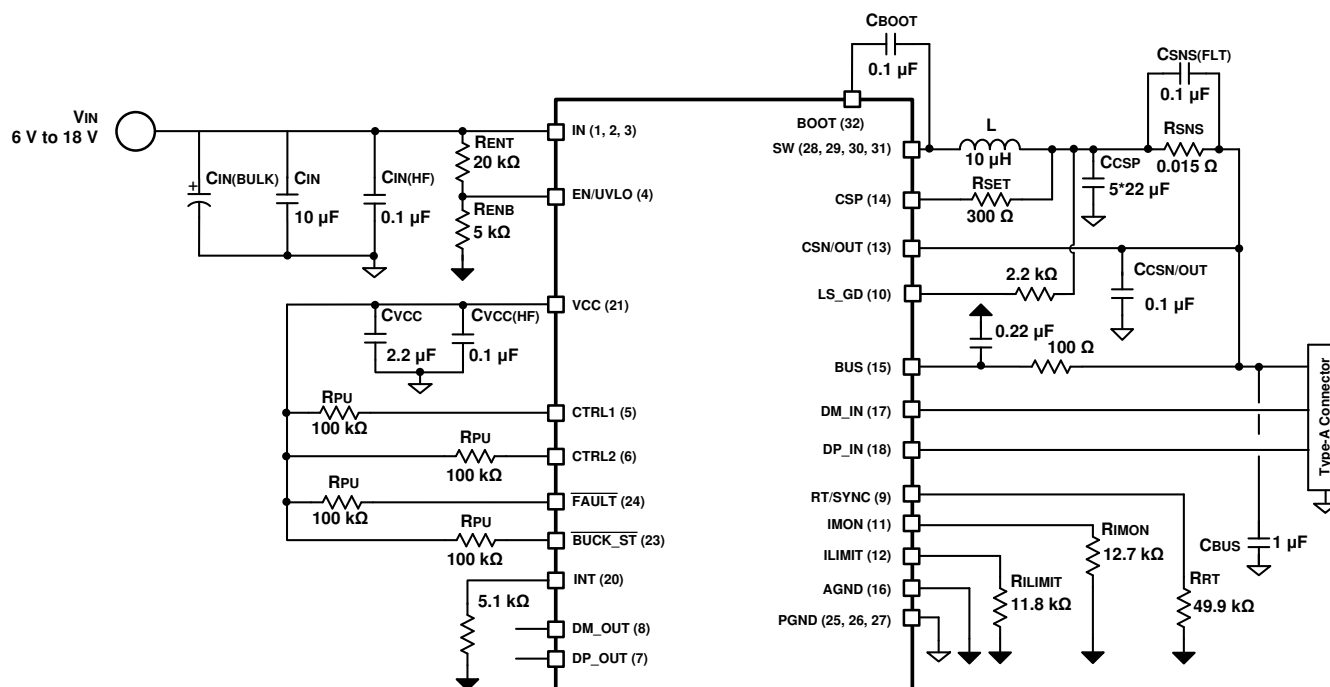 CBOOT
0.1 µF
CSNS(FLT)
0.1 µF
VIN
6 V to 18 V
IN (1, 2, 3)
BOOT (32)
SW (28, 29, 30, 31)
L
10 µH
RSNS
0.015 Ω
RENT
20 kΩ
CCSP
5*22 µF
CIN(BULK)
CIN
10 µF
CIN(HF)
0.1 µF
EN/UVLO (4)
RENB
5 kΩ
CSP (14)
RSET
300 Ω
CSN/OUT (13)
CCSN/OUT
0.1 µF
LS_GD (10)
2.2 kΩ
VCC (21)
CVCC
2.2 µF
CVCC(HF)
0.1 µF
0.22 µF
100 Ω
BUS (15)
Type-A Connector
RPU
100 kΩ
CTRL1 (5)
DM_IN (17)
RPU
100 kΩ
CTRL2 (6)
DP_IN (18)
RPU
100 kΩ
FAULT (24)
RT/SYNC (9)
RPU
100 kΩ
BUCK_ST (23)
IMON (11)
RIMON
12.7 kΩ
CBUS
1 µF
ILIMIT (12)
INT (20)
5.1 kΩ
RILIMIT
11.8 kΩ
RRT
49.9 kΩ
AGND (16)
DM_OUT (8)
PGND (25, 26, 27)
DP_OUT (7)